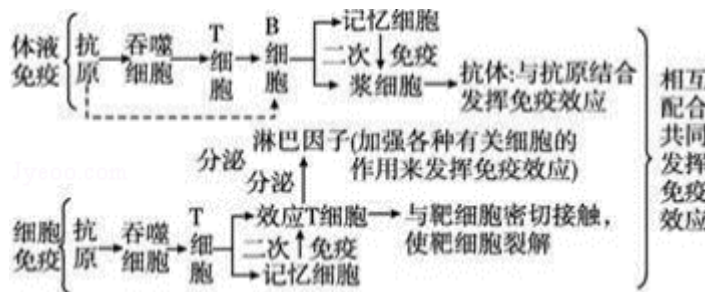 体液免疫
抗原
吞噬细胞
T细胞
B细胞
记忆细胞
二次 免疫
浆细胞
抗体:与抗原结合
发挥免疫效应
分泌
分泌
淋巴因子(加强各种有关细胞的
作用来发挥免疫效应)
细胞免疫
抗原
吞噬细胞
T细胞
效应T细胞
二次 免疫
记忆细胞
与靶细胞密切接触,
使靶细胞裂解
相互
配合
共同
发挥
免疫
效应